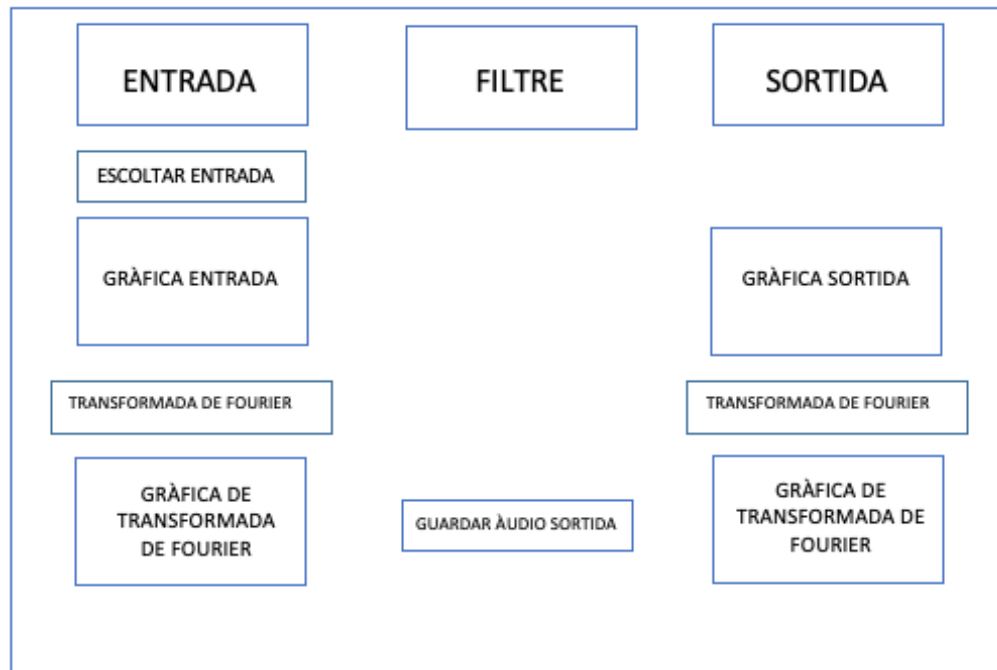 ENTRADA
FILTRE
SORTIDA
ESCOLTAR ENTRADA
GRÀFICA ENTRADA
GRÀFICA SORTIDA
TRANSFORMADA DE FOURIER
TRANSFORMADA DE FOURIER
GRÀFICA DE
TRANSFORMADA
DE FOURIER
GUARDAR ÀUDIO SORTIDA
GRÀFICA DE
TRANSFORMADA DE
FOURIER